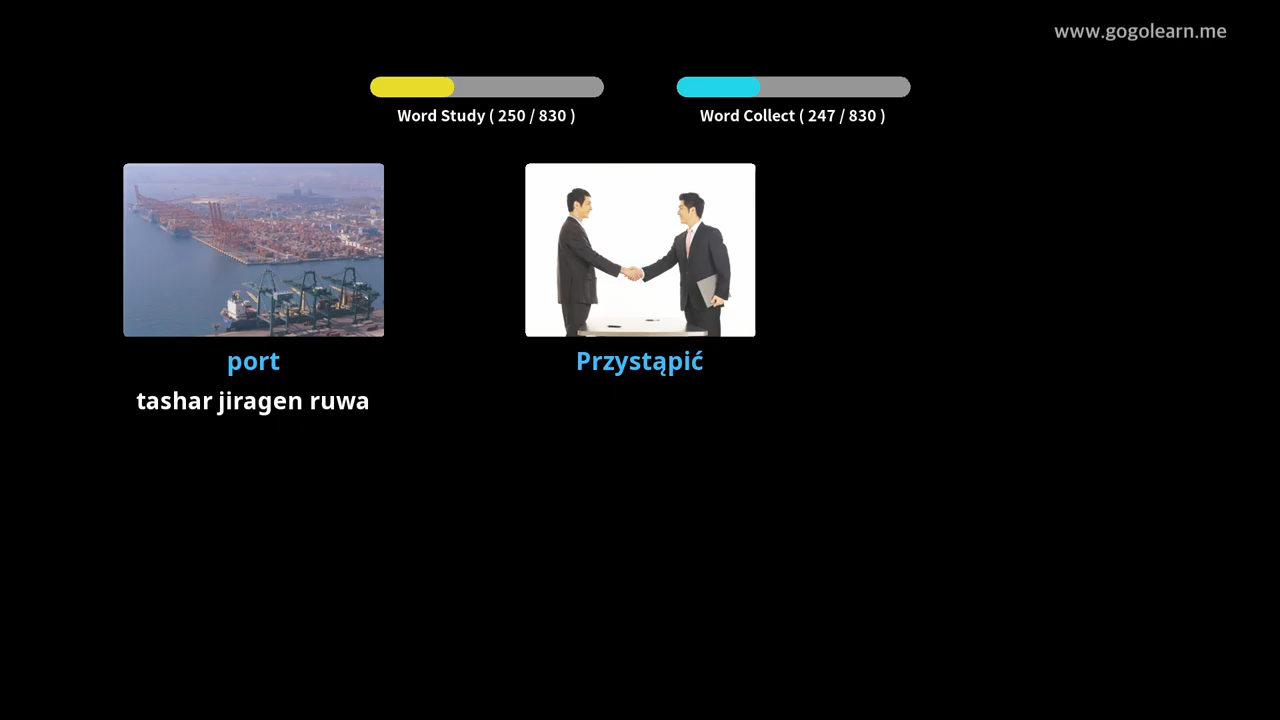 www.gogolearn.me
Word Study ( 250 / 830 )
Word Collect ( 247 / 830 )
port
Przystąpić
tashar jiragen ruwa